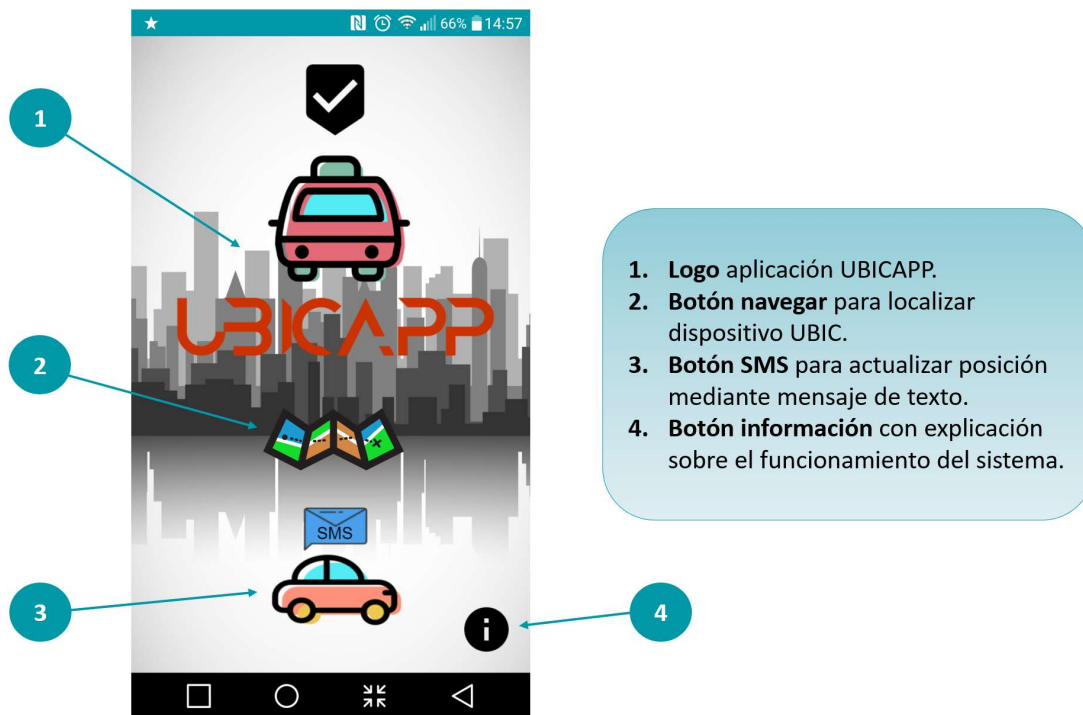 66% 14:57
1
UBICAPP
2
SMS
3
4
1. Logo aplicación UBICAPP.
2. Botón navegar para localizar
dispositivo UBIC.
3. Botón SMS para actualizar posición
mediante mensaje de texto.
4. Botón información con explicación
sobre el funcionamiento del sistema.